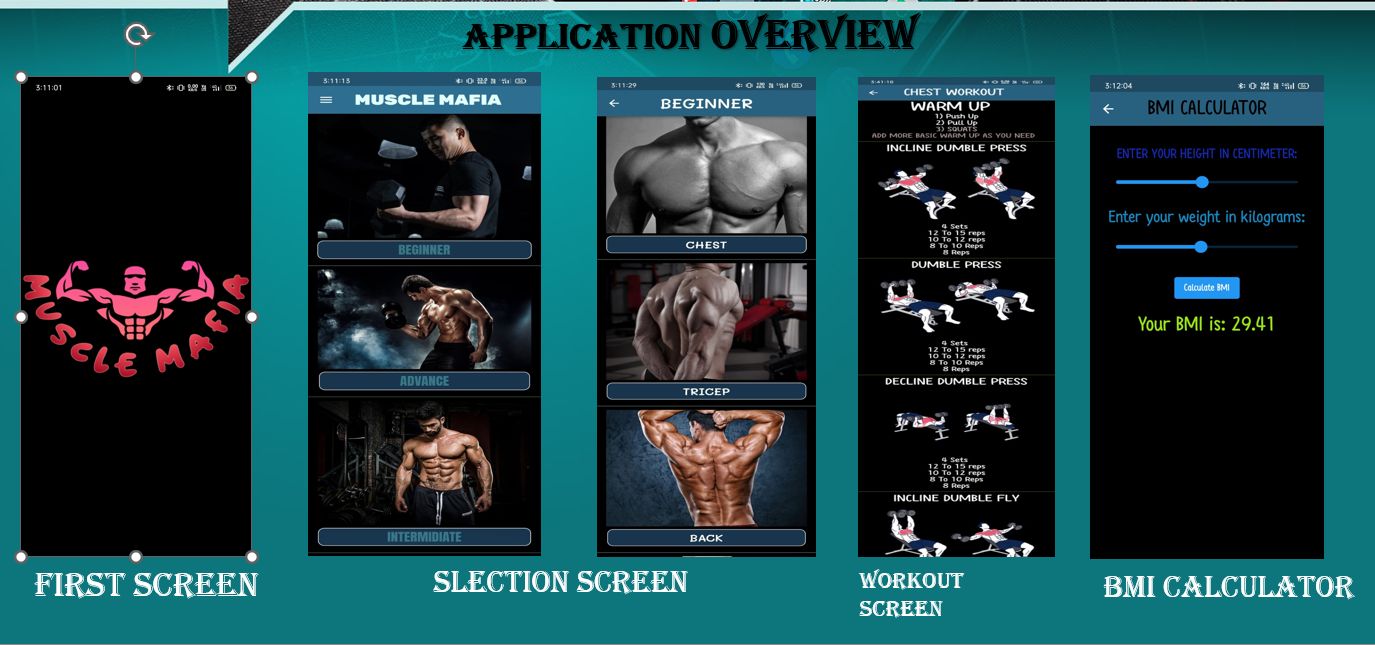 APPLICATION OVERVIEW
3:11:01
MUSCLE MAFIA
FIRST SCREEN
3:11:13
MUSCLE MAFIA
BEGINNER
ADVANCE
INTERMIDIATE
3:11:29
BEGINNER
CHEST
TRICEP
BACK
SLECTION SCREEN
CHEST WORKOUT
WARM UP
1) Push Up
2) Pull Up
3) SQUATS
ADD MORE BASIC WARM UP AS YOU NEED
INCLINE DUMBLE PRESS
4 Sets
12 To 15 reps
10 To 12 reps
8 To 10 Reps
8 Reps
DUMBLE PRESS
4 Sets
12 To 15 reps
10 To 12 reps
8 To 10 Reps
8 Reps
DECLINE DUMBLE PRESS
4 Sets
12 To 15 reps
10 To 12 reps
8 To 10 Reps
8 Reps
INCLINE DUMBLE FLY
WORKOUT
SCREEN
3:12:04
BMI CALCULATOR
ENTER YOUR HEIGHT IN CENTIMETER:
Enter your weight in kilograms:
Calculate BMI
Your BMI is: 29.41
BMI CALCULATOR